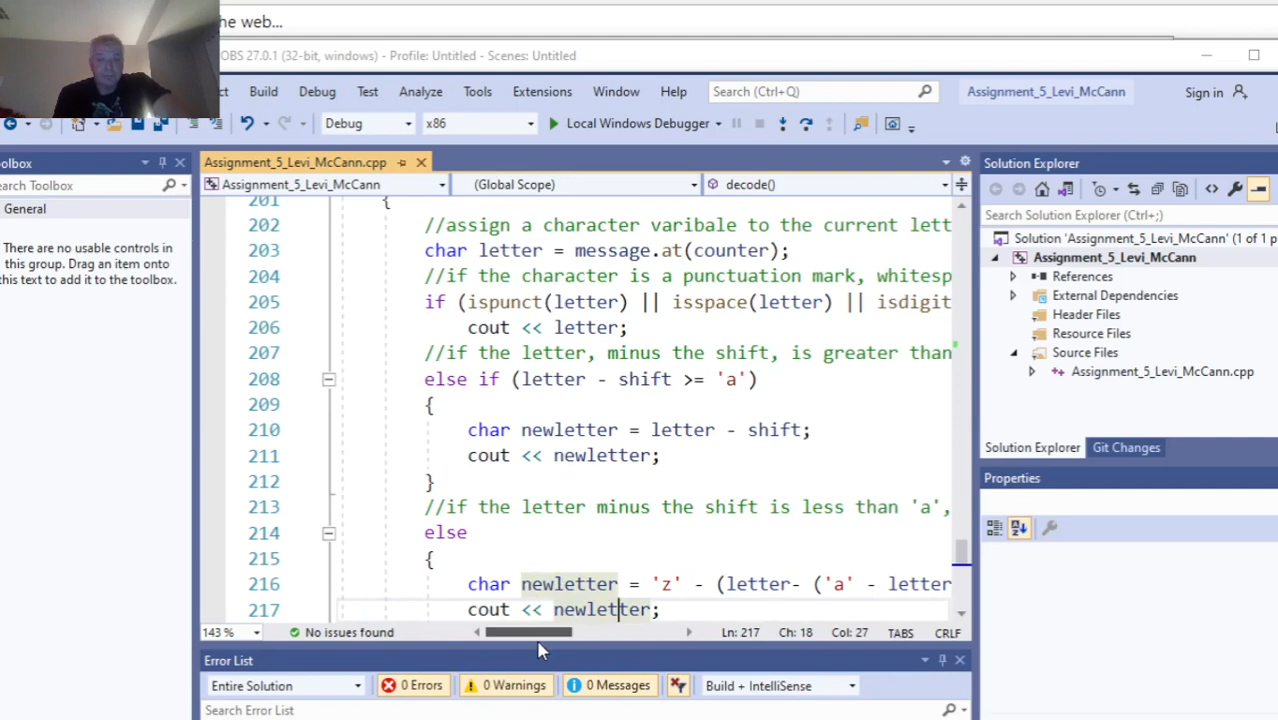 he web...
OBS 27.0.1 (32-bit, windows) - Profile: Untitled - Scenes: Untitled
ct Build Debug Test Analyze Tools Extensions Window Help Search (Ctrl+Q) Assignment_5_Levi_McCann Sign in
Debug x86 Local Windows Debugger
oolbox
earch Toolbox
General
There are no usable controls in
this group. Drag an item onto
this text to add it to the toolbox.
Assignment_5_Levi_McCann.cpp
Assignment_5_Levi_McCann (Global Scope) decode()
201 {
202 //assign a character varibale to the current lett
203 char letter = message.at(counter);
204 //if the character is a punctuation mark, whitesp
205 if (ispunct(letter) || isspace(letter) || isdigit
206 cout << letter;
207 //if the letter, minus the shift, is greater than
208 else if (letter - shift >= 'a')
209 {
210 char newletter = letter - shift;
211 cout << newletter;
212 }
213 //if the letter minus the shift is less than 'a',
214 else
215 {
216 char newletter = 'z' - (letter- ('a' - letter
217 cout << newletter;
143 % No issues found Ln: 217 Ch: 18 Col: 27 TABS CRLF
Error List
Entire Solution 0 Errors 0 Warnings 0 Messages Build + IntelliSense
Search Error List
Solution Explorer
Search Solution Explorer (Ctrl+;)
Solution 'Assignment_5_Levi_McCann' (1 of 1 p
Assignment_5_Levi_McCann
References
External Dependencies
Header Files
Resource Files
Source Files
Assignment_5_Levi_McCann.cpp
Solution Explorer Git Changes
Properties